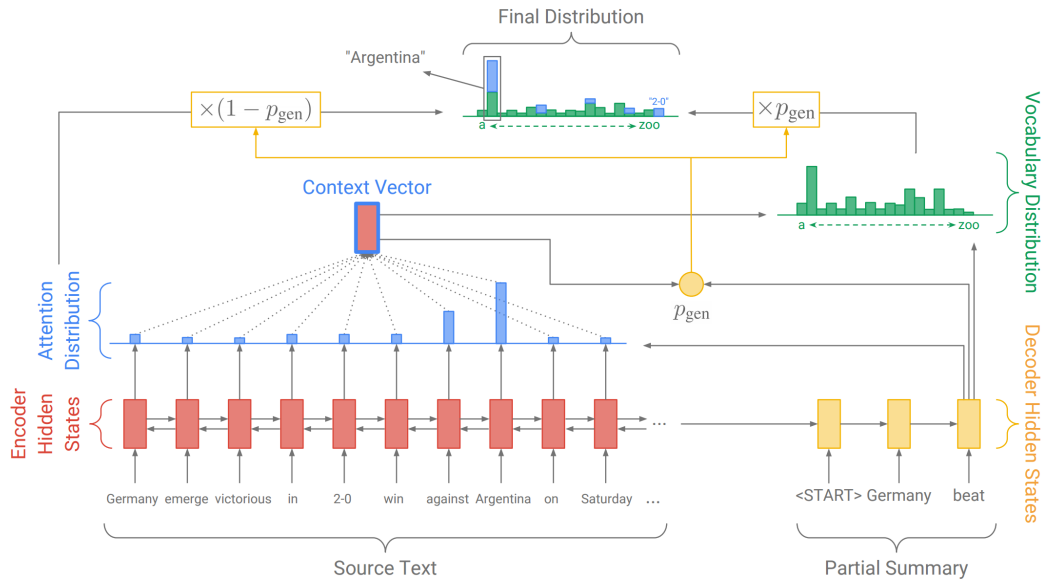 Final Distribution
"Argentina"
×(1 − p_gen)
×p_gen
"2-0"
a zoo
Context Vector
Vocabulary Distribution
a zoo
Attention
Distribution
p_gen
Encoder
Hidden
States
Decoder Hidden States
...
Germany emerge victorious in 2-0 win against Argentina on Saturday ...
<START> Germany beat
Source Text
Partial Summary